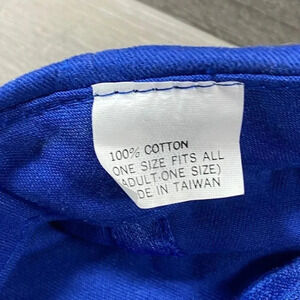 100% COTTON
ONE SIZE FITS ALL
(ADULT-ONE SIZE)
DE IN TAIWAN